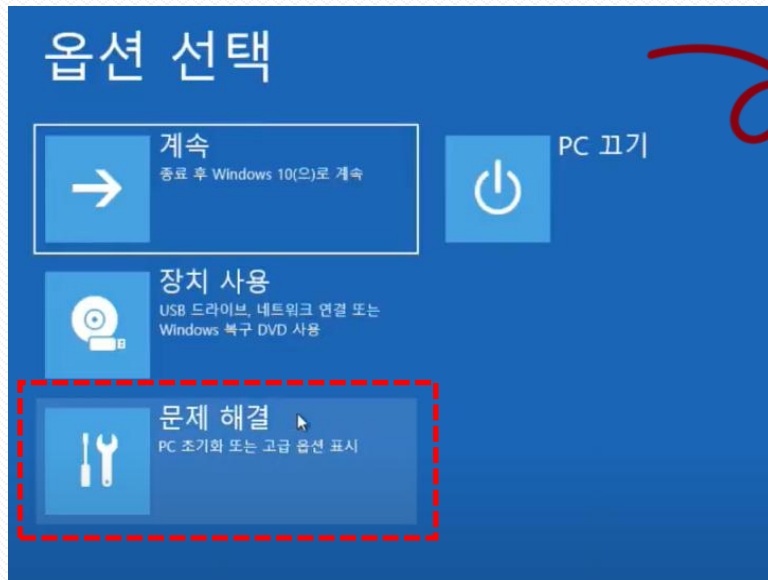 옵션 선택
계속
종료 후 Windows 10(으)로 계속
PC 끄기
장치 사용
USB 드라이브, 네트워크 연결 또는
Windows 복구 DVD 사용
문제 해결
PC 초기화 또는 고급 옵션 표시